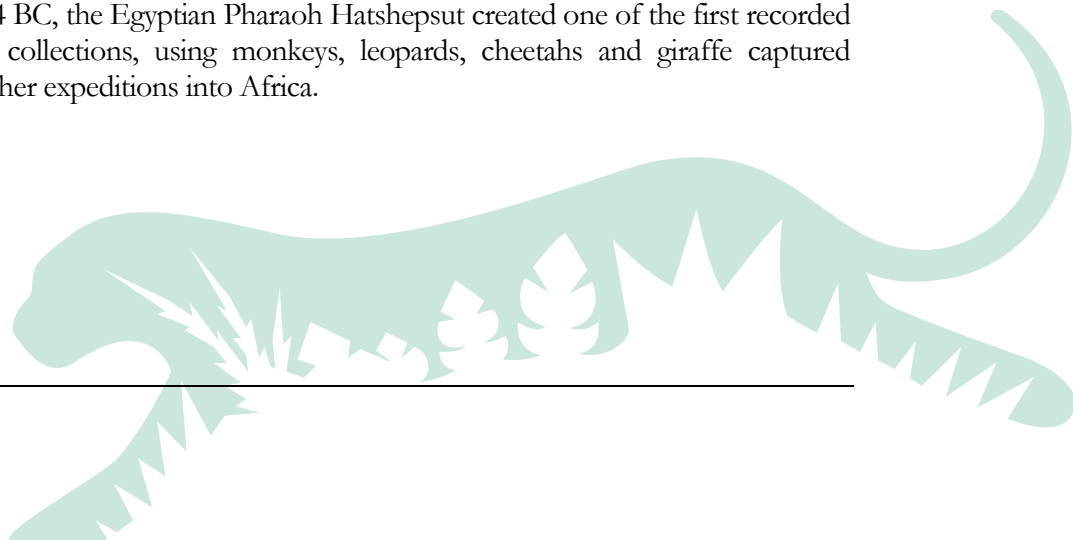 4 BC, the Egyptian Pharaoh Hatshepsut created one of the first recorded
collections, using monkeys, leopards, cheetahs and giraffe captured
her expeditions into Africa.